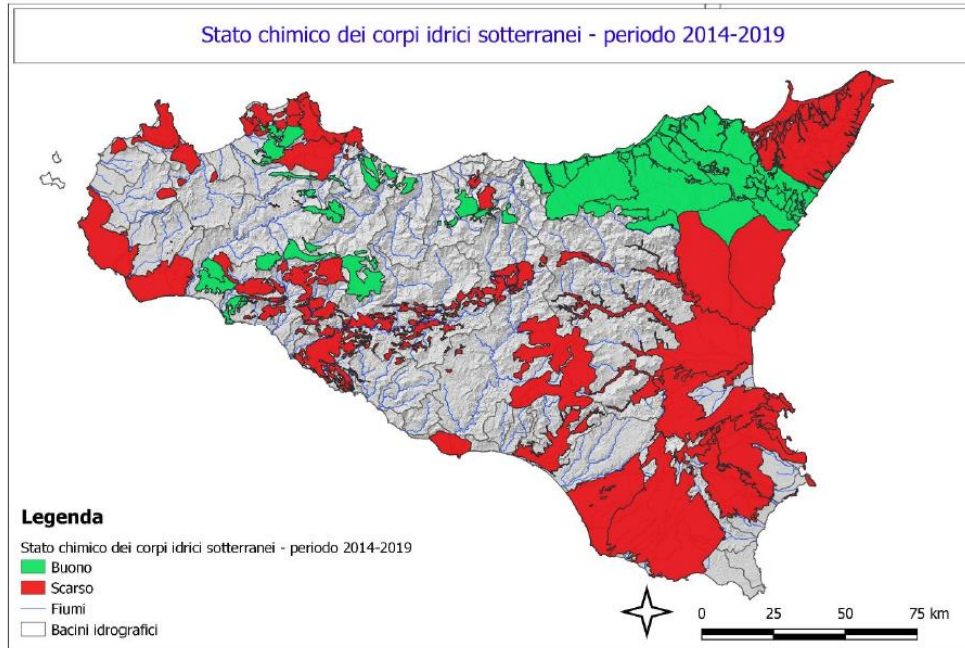 Stato chimico dei corpi idrici sotterranei - periodo 2014-2019
Legenda
Stato chimico dei corpi idrici sotterranei - periodo 2014-2019
Buono
Scarso
Fiumi
Bacini idrografici
0 25 50 75 km